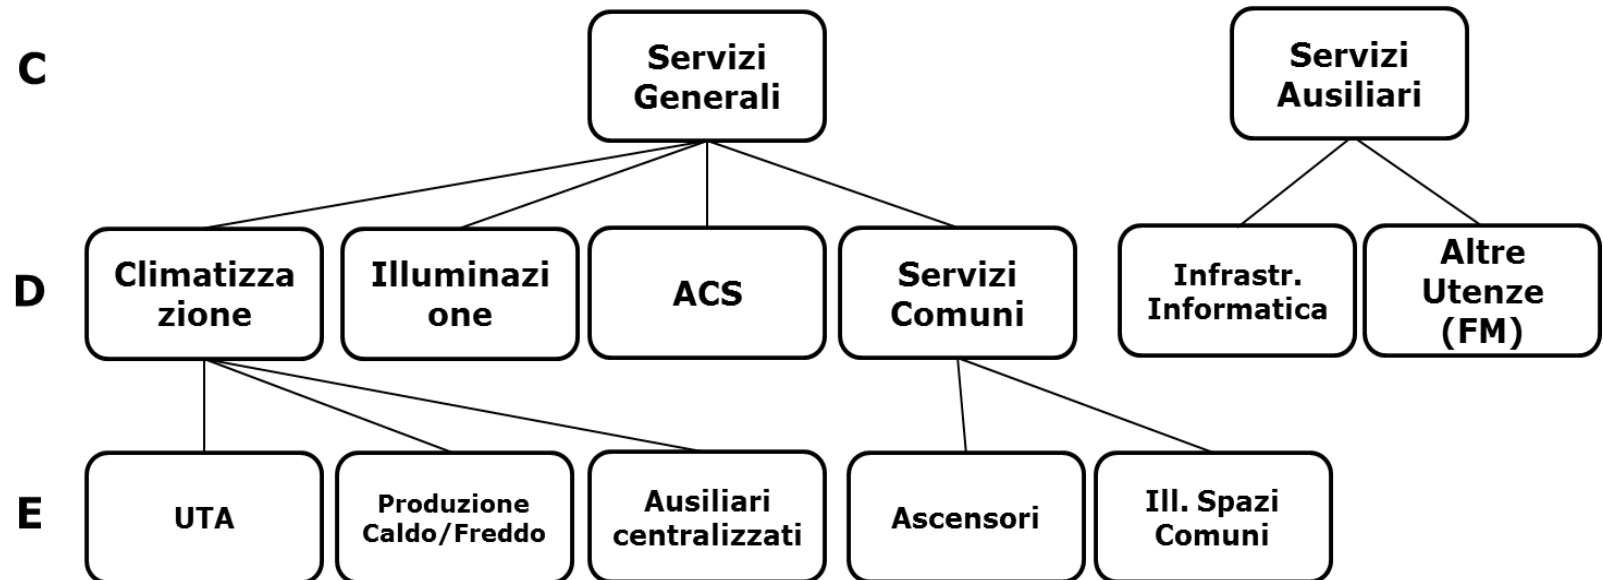 C
Servizi
Generali
Servizi
Ausiliari
D
Climatizza
zione
Illuminazi
one
ACS
Servizi
Comuni
Infrastr.
Informatica
Altre
Utenze
(FM)
E
UTA
Produzione
Caldo/Freddo
Ausiliari
centralizzati
Ascensori
Ill. Spazi
Comuni